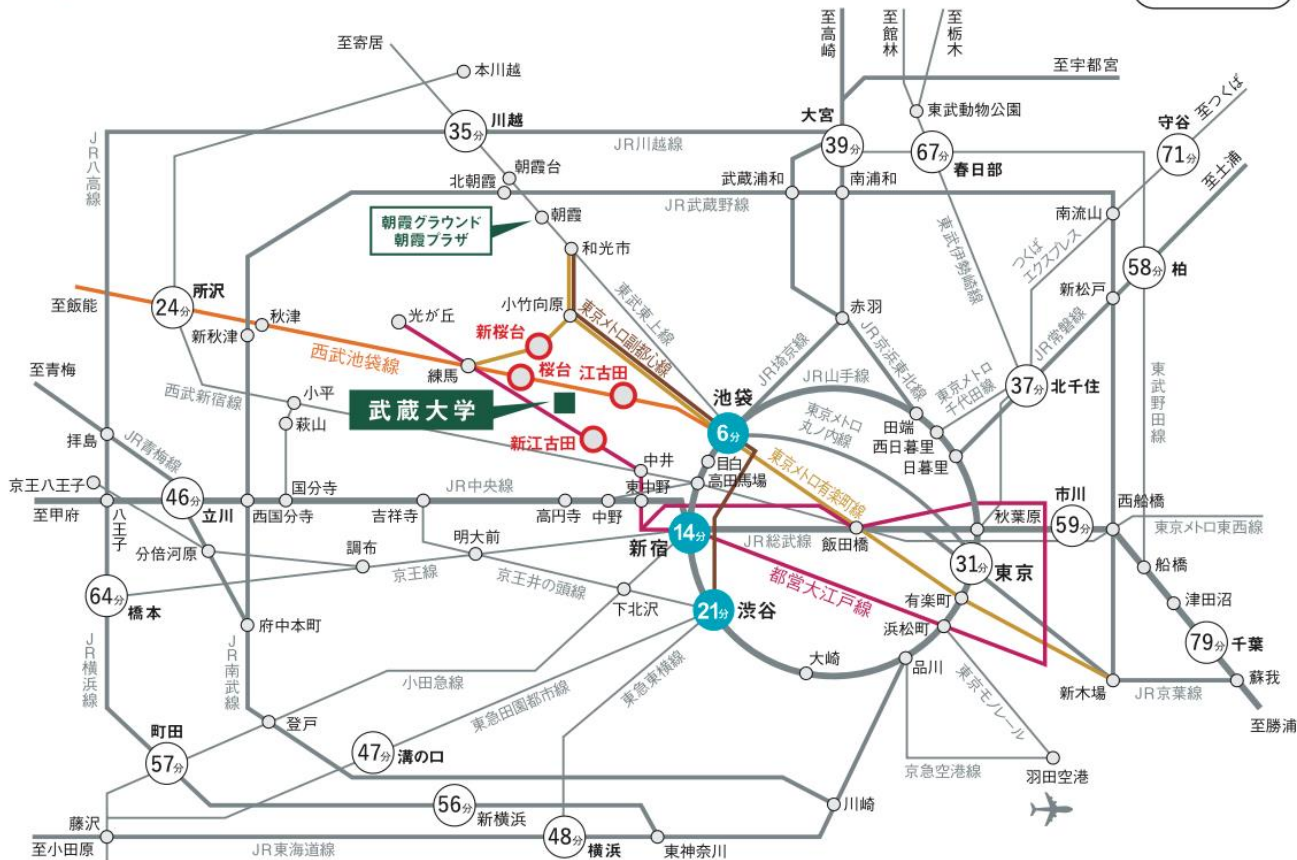 至高崎
至館林
至栃木
至寄居
本川越
至宇都宮
東武動物公園
至つくば
35分
川越
大宮
39分
67分
春日部
守谷
71分
JR川越線
JR八高線
朝霞台
北朝霞
武蔵浦和
南浦和
至土浦
JR武蔵野線
朝霞グラウンド
朝霞プラザ
朝霞
南流山
和光市
東武伊勢崎線
つくば
エクスプレス
58分
柏
所沢
24分
至飯能
秋津
新秋津
光が丘
小竹向原
東武東上線
赤羽
新松戸
新桜台
東京メトロ副都心線
JR埼京線
JR京浜東北線
JR常磐線
西武池袋線
練馬
桜台
江古田
至青梅
西武新宿線
小平
萩山
武蔵大学
池袋
6分
JR山手線
東京メトロ
千代田線
37分
北千住
東武野田線
東京メトロ
丸ノ内線
田端
西日暮里
日暮里
新江古田
拝島
JR青梅線
中井
目白
高田馬場
東京メトロ有楽町線
京王八王子
46分
立川
国分寺
西国分寺
JR中央線
吉祥寺
高円寺
中野
東中野
至甲府
八王子
新宿
14分
JR総武線
飯田橋
秋葉原
市川
59分
西船橋
東京メトロ東西線
分倍河原
調布
明大前
京王線
京王井の頭線
下北沢
都営大江戸線
31分
東京
船橋
64分
橋本
21分
渋谷
有楽町
浜松町
津田沼
79分
千葉
府中本町
JR横浜線
JR南武線
小田急線
東急田園都市線
東急東横線
大崎
品川
東京モノレール
新木場
JR京葉線
蘇我
至勝浦
町田
57分
登戸
47分
溝の口
京急空港線
羽田空港
56分
新横浜
川崎
藤沢
至小田原
JR東海道線
48分
横浜
東神奈川